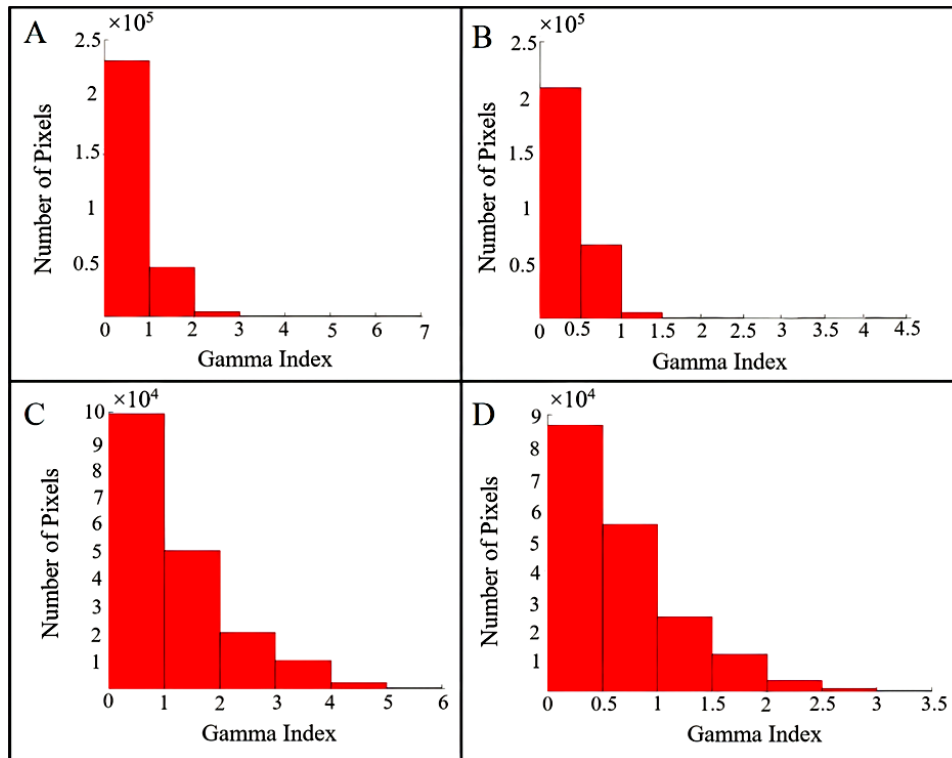 A
×10⁵
2.5
2
1.5
1
0.5
Number of Pixels
0 1 2 3 4 5 6 7
Gamma Index
B
×10⁵
2.5
2
1.5
1
0.5
Number of Pixels
0 0.5 1 1.5 2 2.5 3 3.5 4 4.5
Gamma Index
C
×10⁴
10
9
8
7
6
5
4
3
2
1
Number of Pixels
0 1 2 3 4 5 6
Gamma Index
D
×10⁴
9
8
7
6
5
4
3
2
1
Number of Pixels
0 0.5 1 1.5 2 2.5 3 3.5
Gamma Index